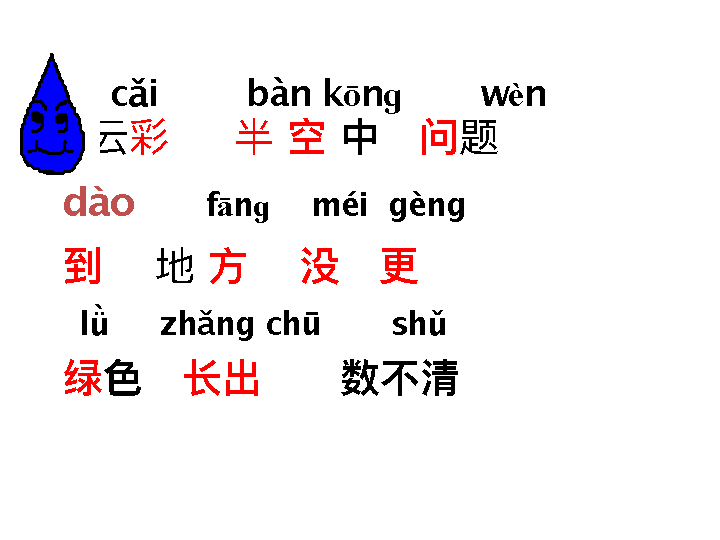 cǎi bàn kōng wèn
云彩 半 空 中 问题
dào fāng méi gèng
到 地 方 没 更
lǜ zhǎng chū shǔ
绿色 长出 数不清